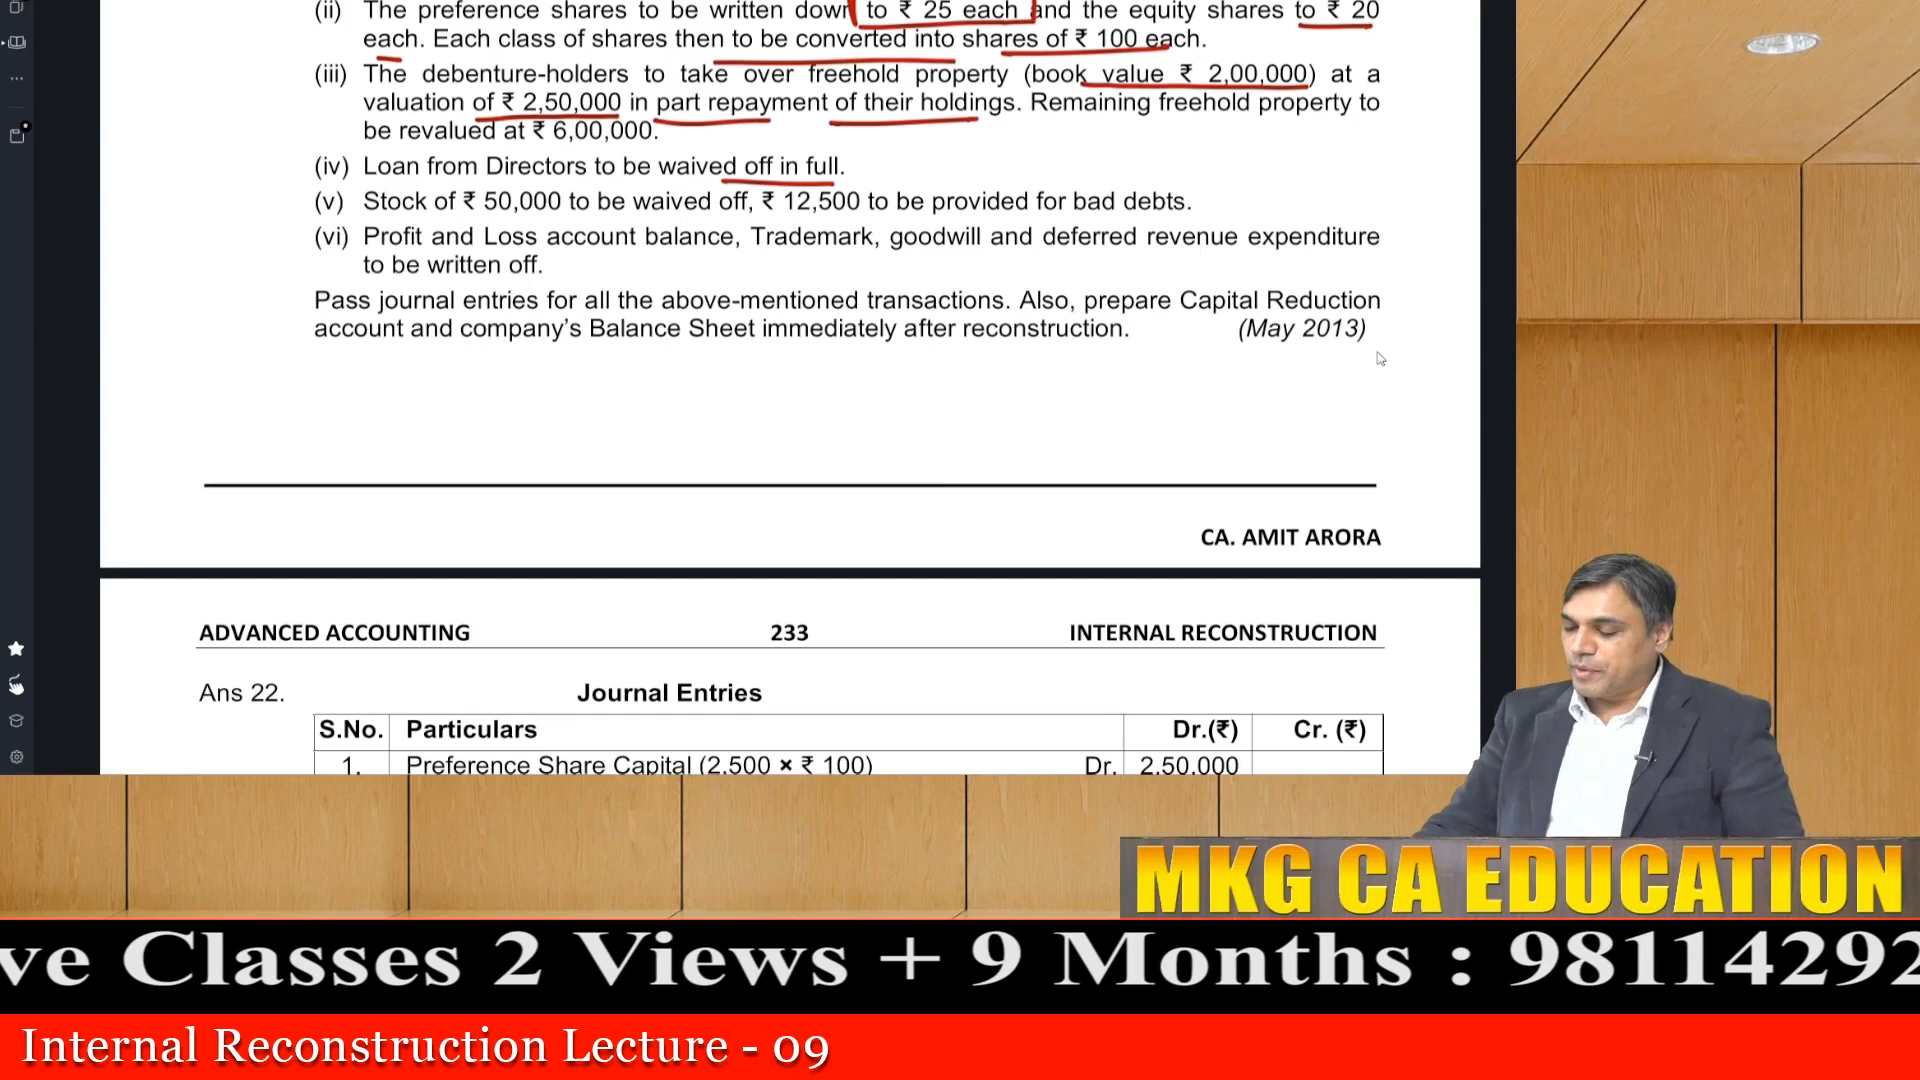 (ii) The preference shares to be written down to ₹ 25 each and the equity shares to ₹ 20
each. Each class of shares then to be converted into shares of ₹ 100 each.
(iii) The debenture-holders to take over freehold property (book value ₹ 2,00,000) at a
valuation of ₹ 2,50,000 in part repayment of their holdings. Remaining freehold property to
be revalued at ₹ 6,00,000.
(iv) Loan from Directors to be waived off in full.
(v) Stock of ₹ 50,000 to be waived off, ₹ 12,500 to be provided for bad debts.
(vi) Profit and Loss account balance, Trademark, goodwill and deferred revenue expenditure
to be written off.
Pass journal entries for all the above-mentioned transactions. Also, prepare Capital Reduction
account and company's Balance Sheet immediately after reconstruction. (May 2013)
CA. AMIT ARORA
ADVANCED ACCOUNTING 233 INTERNAL RECONSTRUCTION
Ans 22. Journal Entries
S.No. Particulars Dr.(₹) Cr. (₹)
1. Preference Share Capital (2,500 × ₹ 100) Dr. 2,50,000
MKG CA EDUCATION
ve Classes 2 Views + 9 Months : 98114292
Internal Reconstruction Lecture - 09